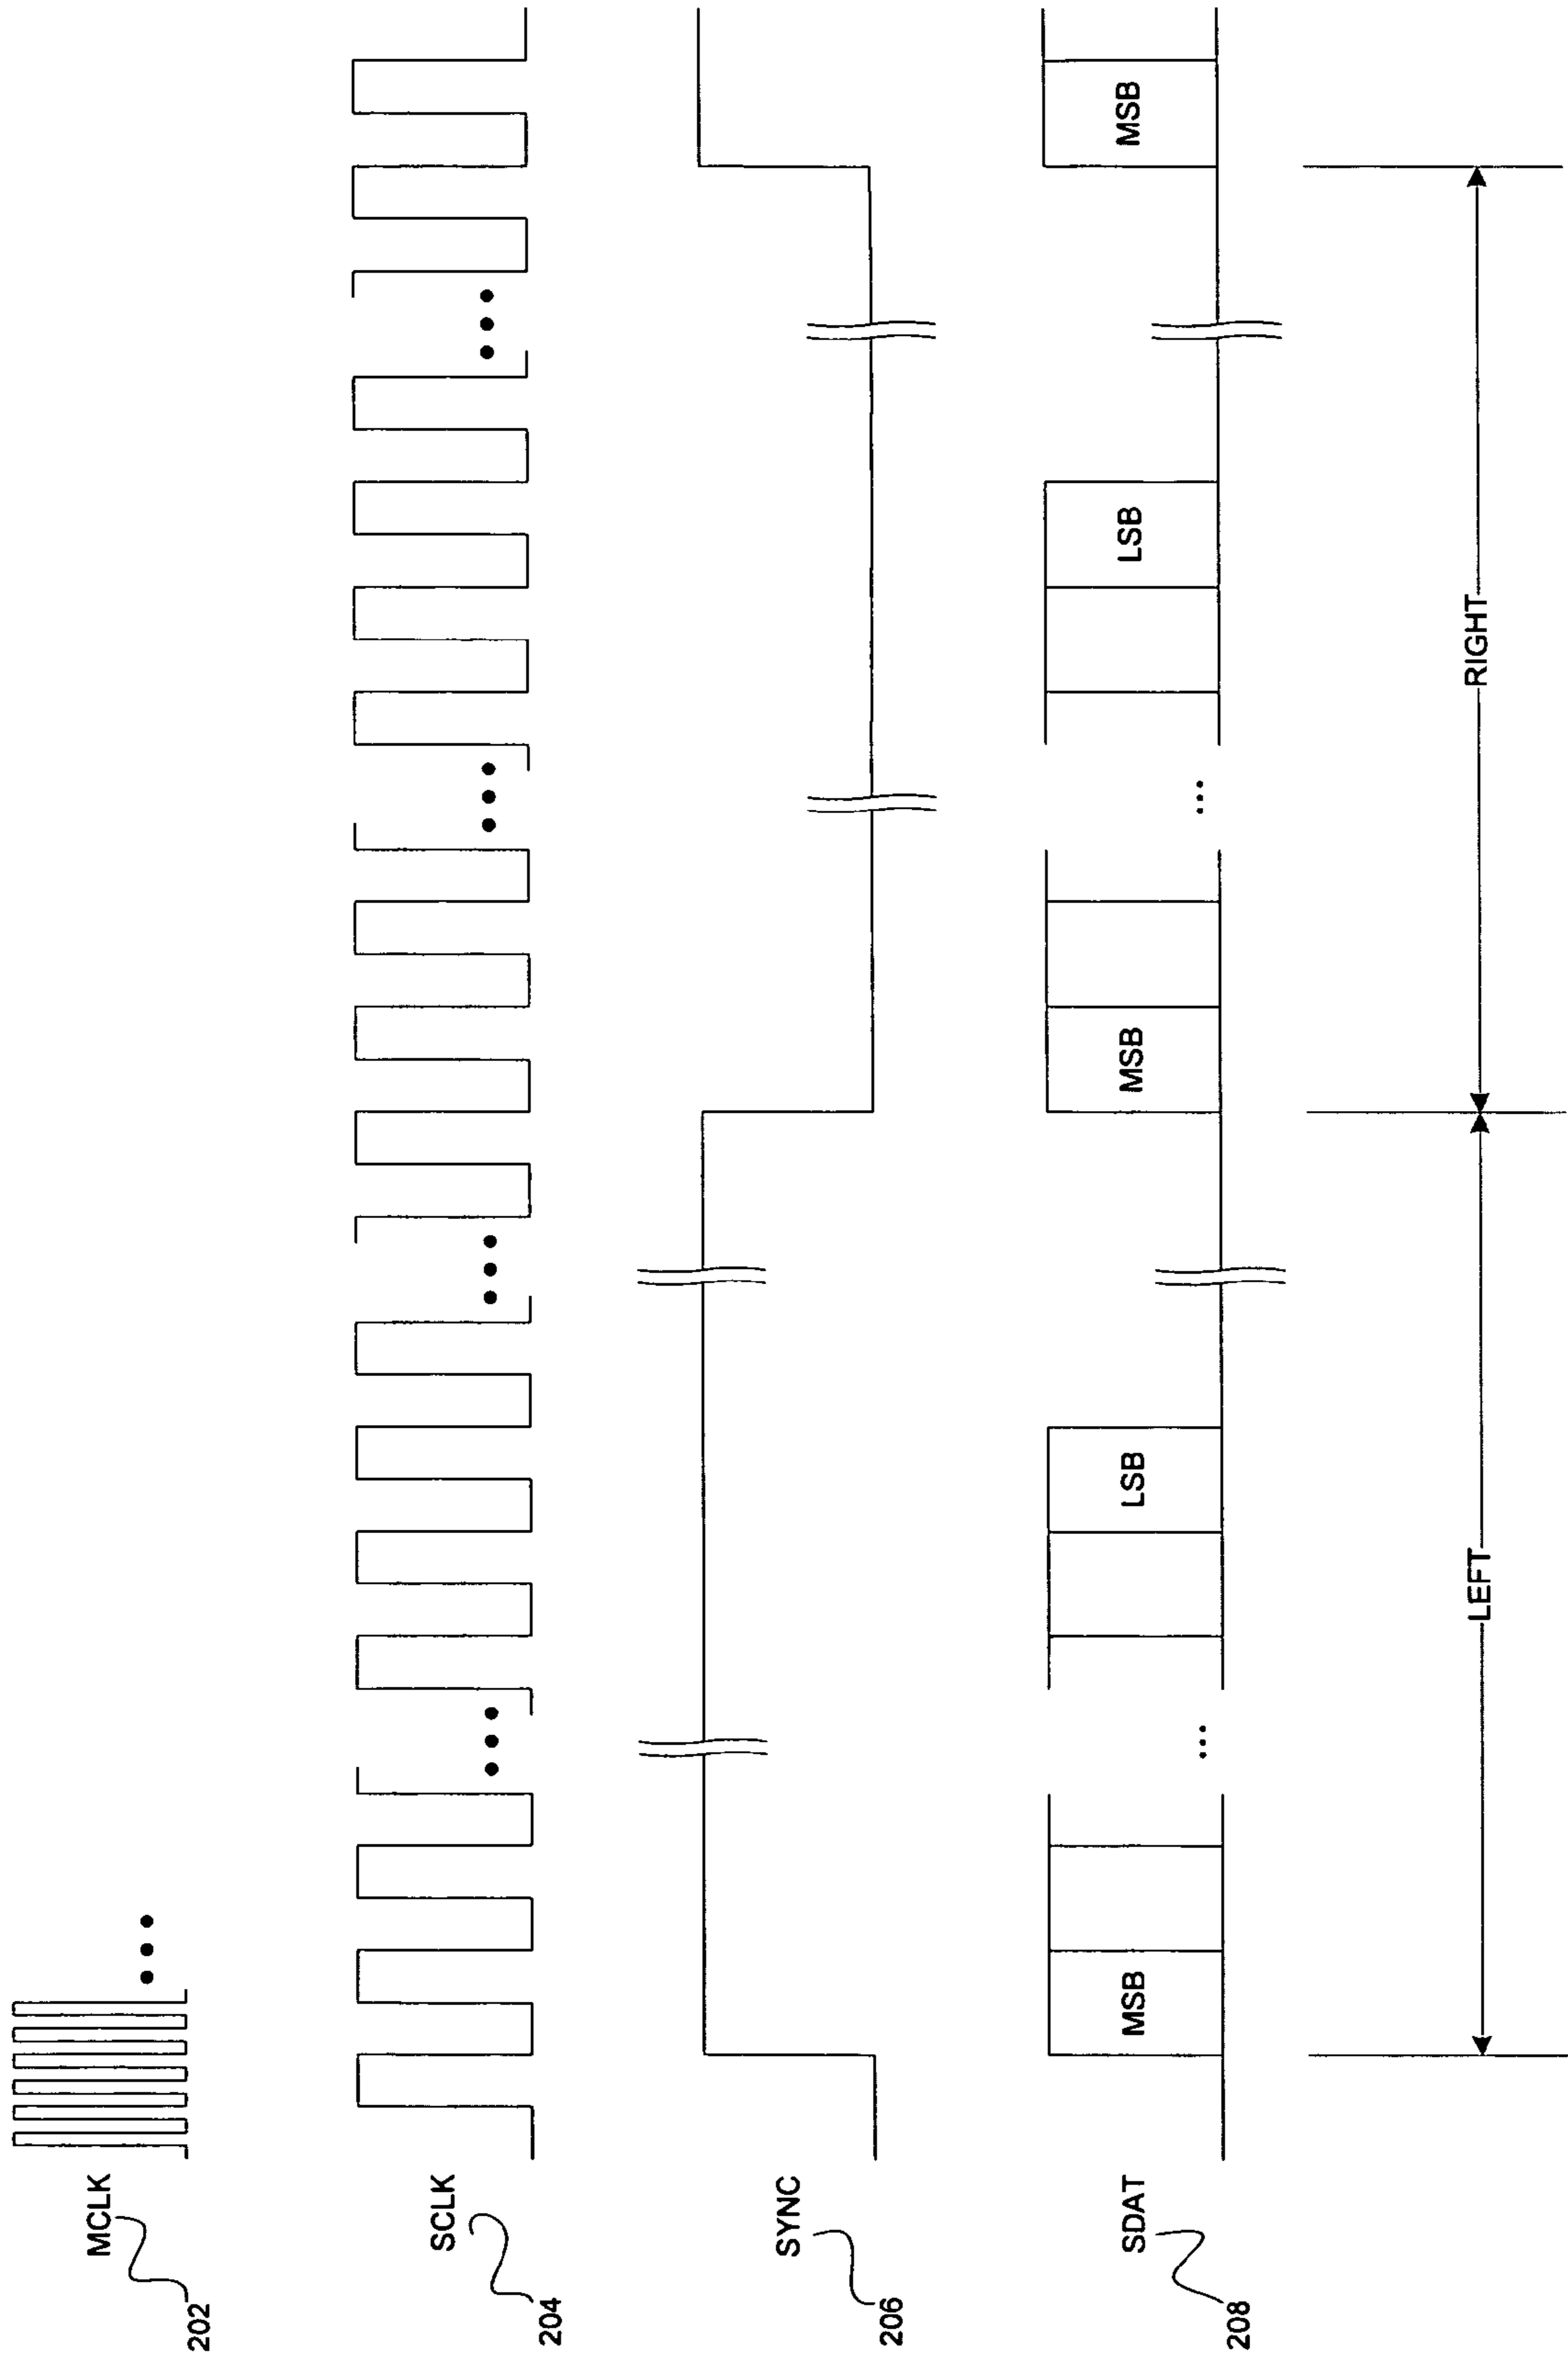 MCLK
202
SCLK
204
SYNC
206
SDAT
208
MSB
...
LSB
MSB
...
LSB
MSB
LEFT
RIGHT